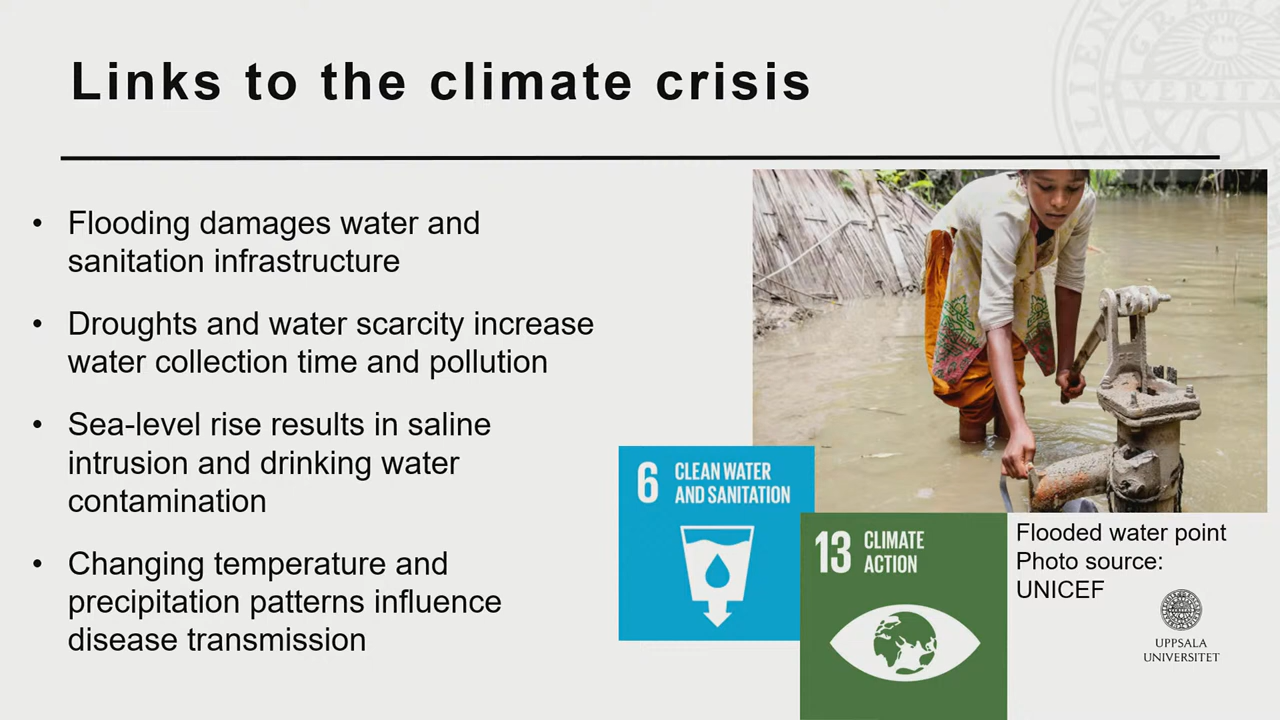 Links to the climate crisis
• Flooding damages water and
sanitation infrastructure
• Droughts and water scarcity increase
water collection time and pollution
• Sea-level rise results in saline
intrusion and drinking water
contamination
• Changing temperature and
precipitation patterns influence
disease transmission
6 CLEAN WATER
AND SANITATION
13 CLIMATE
ACTION
Flooded water point
Photo source:
UNICEF
UPPSALA
UNIVERSITET